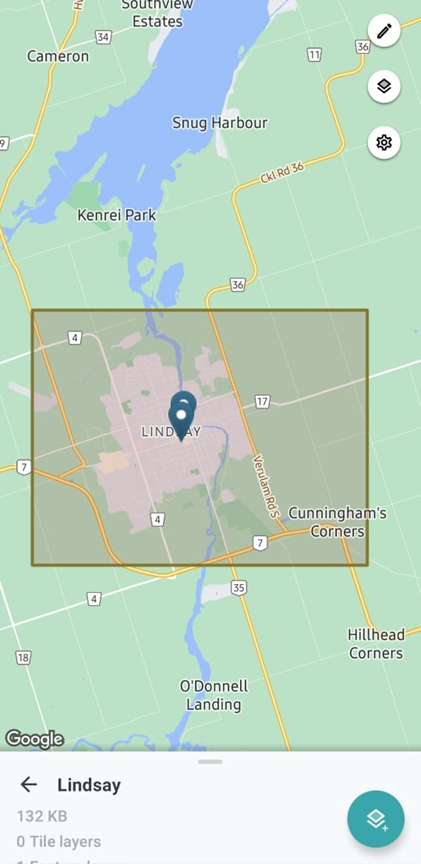 Southview
Estates
34
Cameron
36
11
Snug Harbour
9
Ckl Rd 36
Kenrei Park
36
4
17
LINDSAY
7
Verulam Rd S
4
Cunningham's
Corners
7
4
35
18
Hillhead
Corners
O'Donnell
Landing
Google
Lindsay
132 KB
0 Tile layers